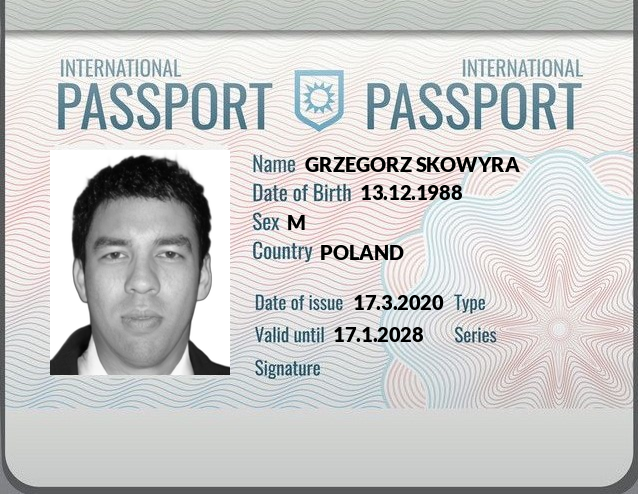 INTERNATIONAL INTERNATIONAL
PASSPORT PASSPORT
Name GRZEGORZ SKOWYRA
Date of Birth 13.12.1988
Sex M
Country POLAND
Date of issue 17.3.2020 Type
Valid until 17.1.2028 Series
Signature